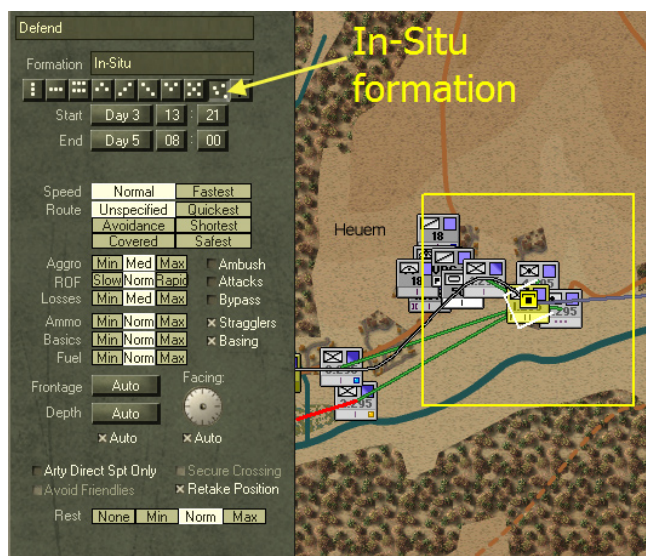 Defend
In-Situ
formation
Formation In-Situ
Start Day 3 13 : 21
End Day 5 08 : 00
Speed Normal Fastest
Route Unspecified Quickest
Avoidance Shortest
Covered Safest
Heuem
18
18
Aggro Min Med Max Ambush
ROF Slow Norm Rapid Attacks
Losses Min Med Max Bypass
Ammo Min Norm Max Stragglers
Basics Min Norm Max Basing
Fuel Min Norm Max
Frontage Auto Facing:
Depth Auto
Auto Auto
Arty Direct Spt Only Secure Crossing
Avoid Friendlies Retake Position
Rest None Min Norm Max